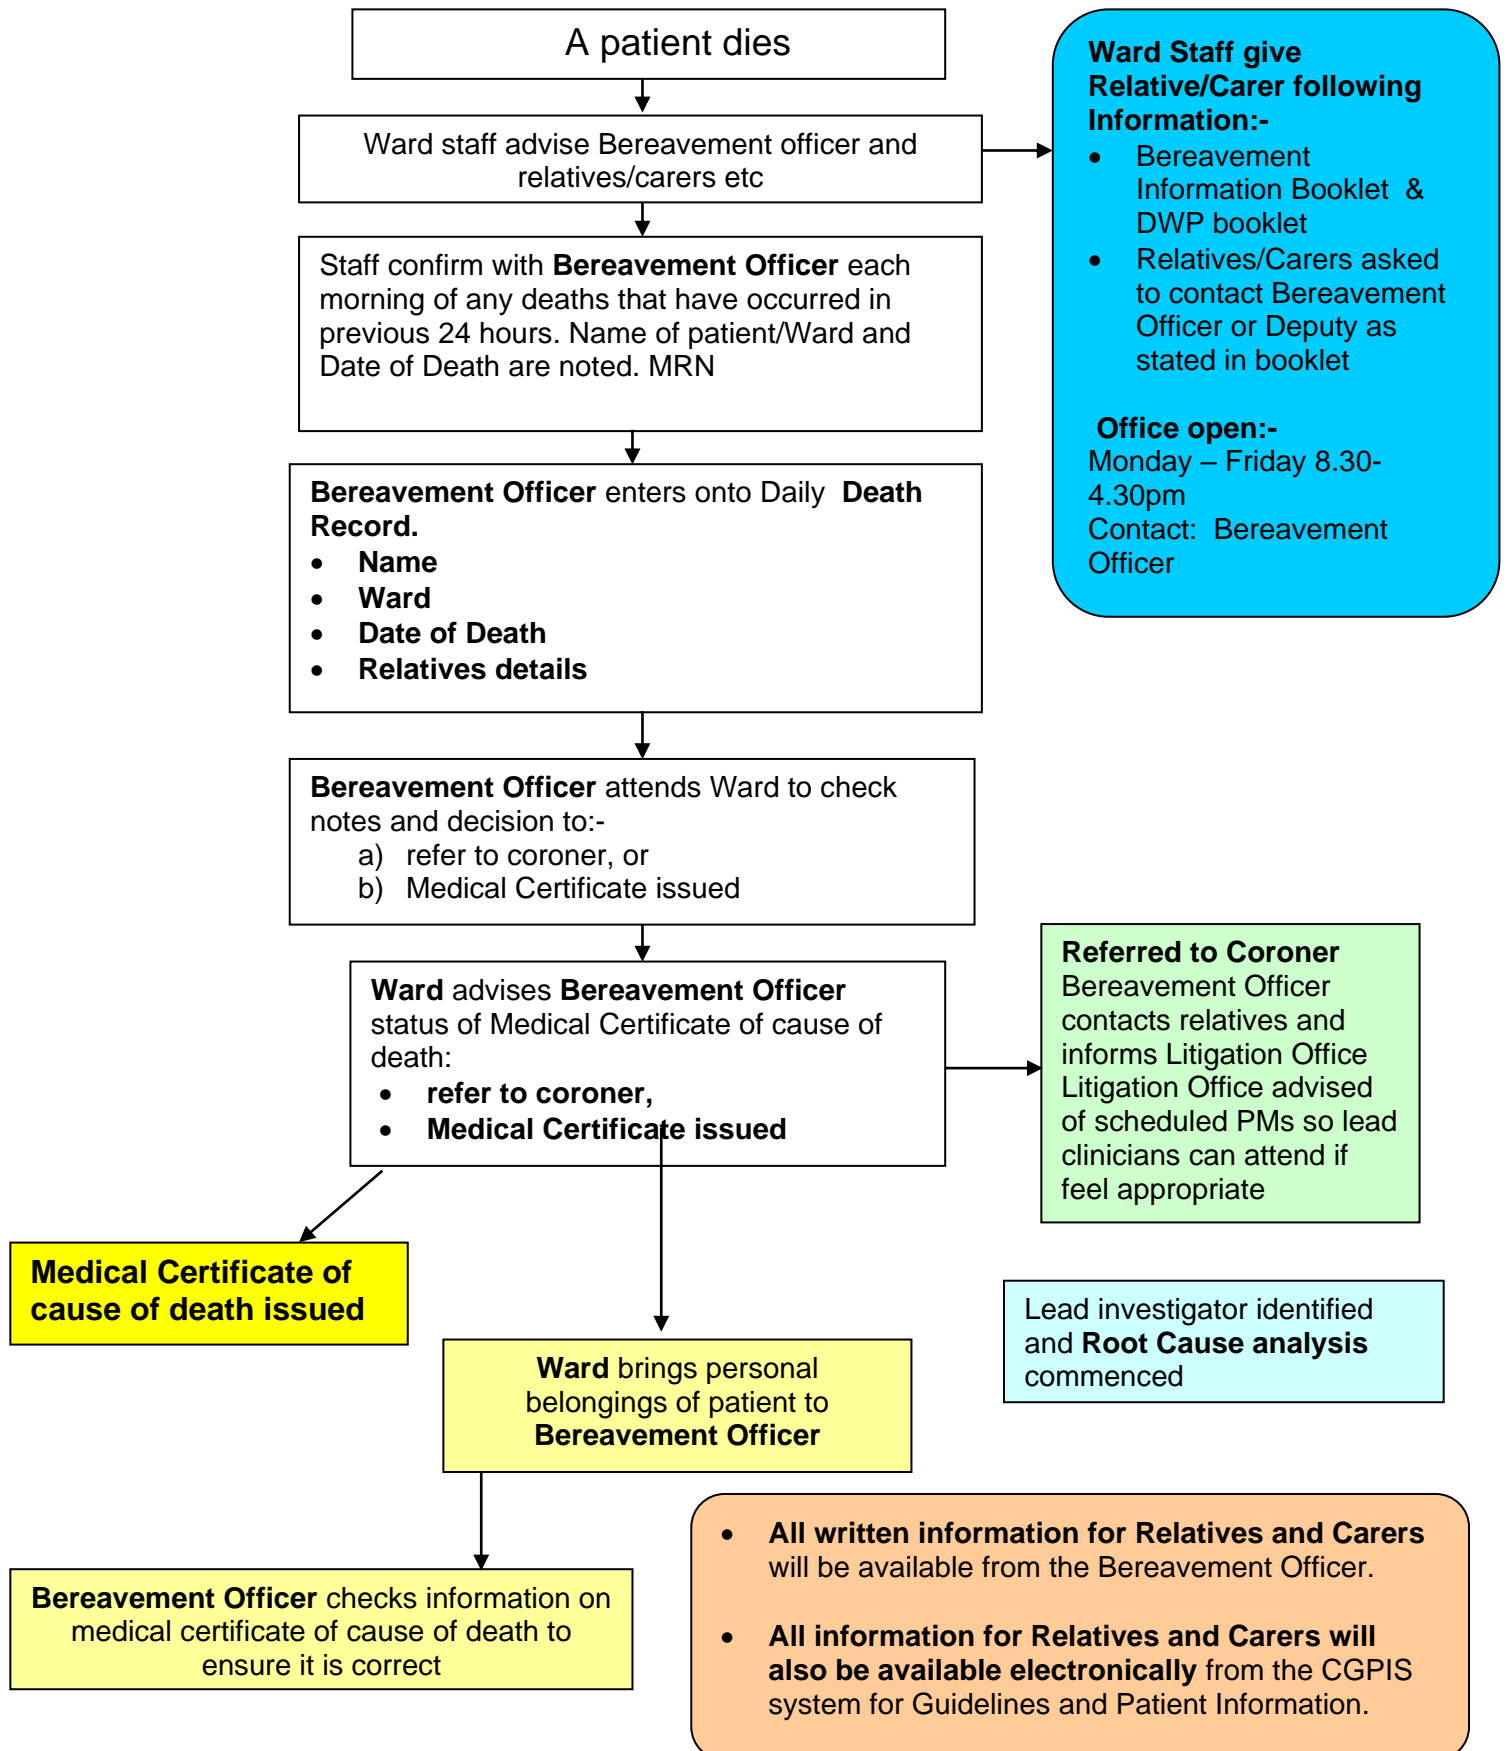 A patient dies
Ward staff advise Bereavement officer and
relatives/carers etc
Ward Staff give
Relative/Carer following
Information:-
• Bereavement
Information Booklet & 
DWP booklet
• Relatives/Carers asked
to contact Bereavement
Officer or Deputy as
stated in booklet
Office open:-
Monday – Friday 8.30-
4.30pm
Contact: Bereavement
Officer
Staff confirm with Bereavement Officer each
morning of any deaths that have occurred in
previous 24 hours. Name of patient/Ward and
Date of Death are noted. MRN
Bereavement Officer enters onto Daily Death
Record.
• Name
• Ward
• Date of Death
• Relatives details
Bereavement Officer attends Ward to check
notes and decision to:-
a) refer to coroner, or
b) Medical Certificate issued
Ward advises Bereavement Officer
status of Medical Certificate of cause of
death:
• refer to coroner,
• Medical Certificate issued
Referred to Coroner
Bereavement Officer
contacts relatives and
informs Litigation Office
Litigation Office advised
of scheduled PMs so lead
clinicians can attend if
feel appropriate
Medical Certificate of
cause of death issued
Lead investigator identified
and Root Cause analysis
commenced
Ward brings personal
belongings of patient to
Bereavement Officer
Bereavement Officer checks information on
medical certificate of cause of death to
ensure it is correct
• All written information for Relatives and Carers
will be available from the Bereavement Officer.
• All information for Relatives and Carers will
also be available electronically from the CGPIS
system for Guidelines and Patient Information.